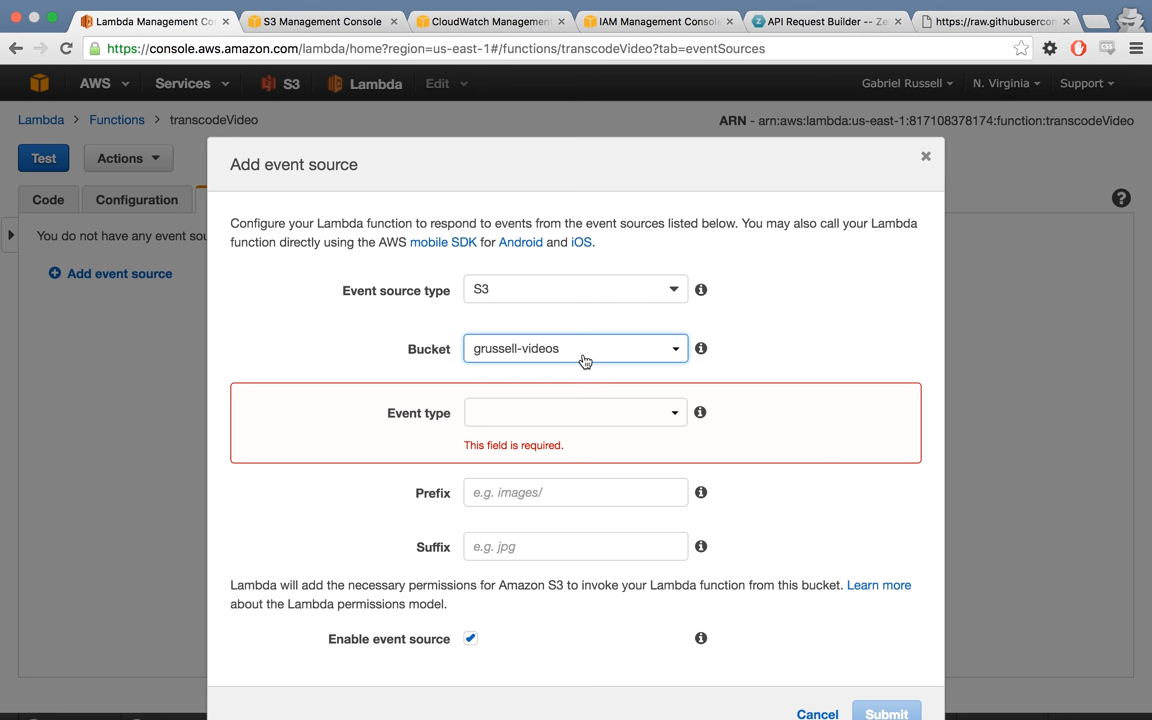 Lambda Management Co
S3 Management Console
CloudWatch Management
IAM Management Console
API Request Builder -- Ze
https://raw.githubusercon
https://console.aws.amazon.com/lambda/home?region=us-east-1#/functions/transcodeVideo?tab=eventSources
AWS
Services
S3
Lambda
Edit
Gabriel Russell
N. Virginia
Support
Lambda > Functions > transcodeVideo
ARN - arn:aws:lambda:us-east-1:817108378174:function:transcodeVideo
Test
Actions
Code
Configuration
You do not have any event sou
Add event source
Add event source
Configure your Lambda function to respond to events from the event sources listed below. You may also call your Lambda
function directly using the AWS mobile SDK for Android and iOS.
Event source type
S3
Bucket
grussell-videos
Event type
This field is required.
Prefix
e.g. images/
Suffix
e.g. jpg
Lambda will add the necessary permissions for Amazon S3 to invoke your Lambda function from this bucket. Learn more
about the Lambda permissions model.
Enable event source
Cancel
Submit